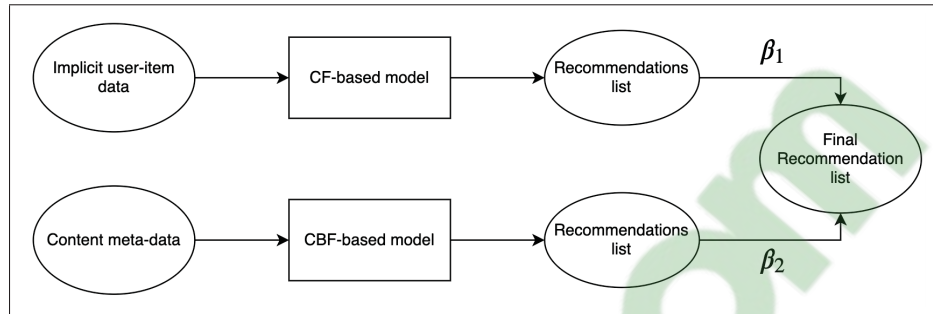 Implicit user-item
data
CF-based model
Recommendations
list
β1
Final
Recommendation
list
Content meta-data
CBF-based model
Recommendations
list
β2
om